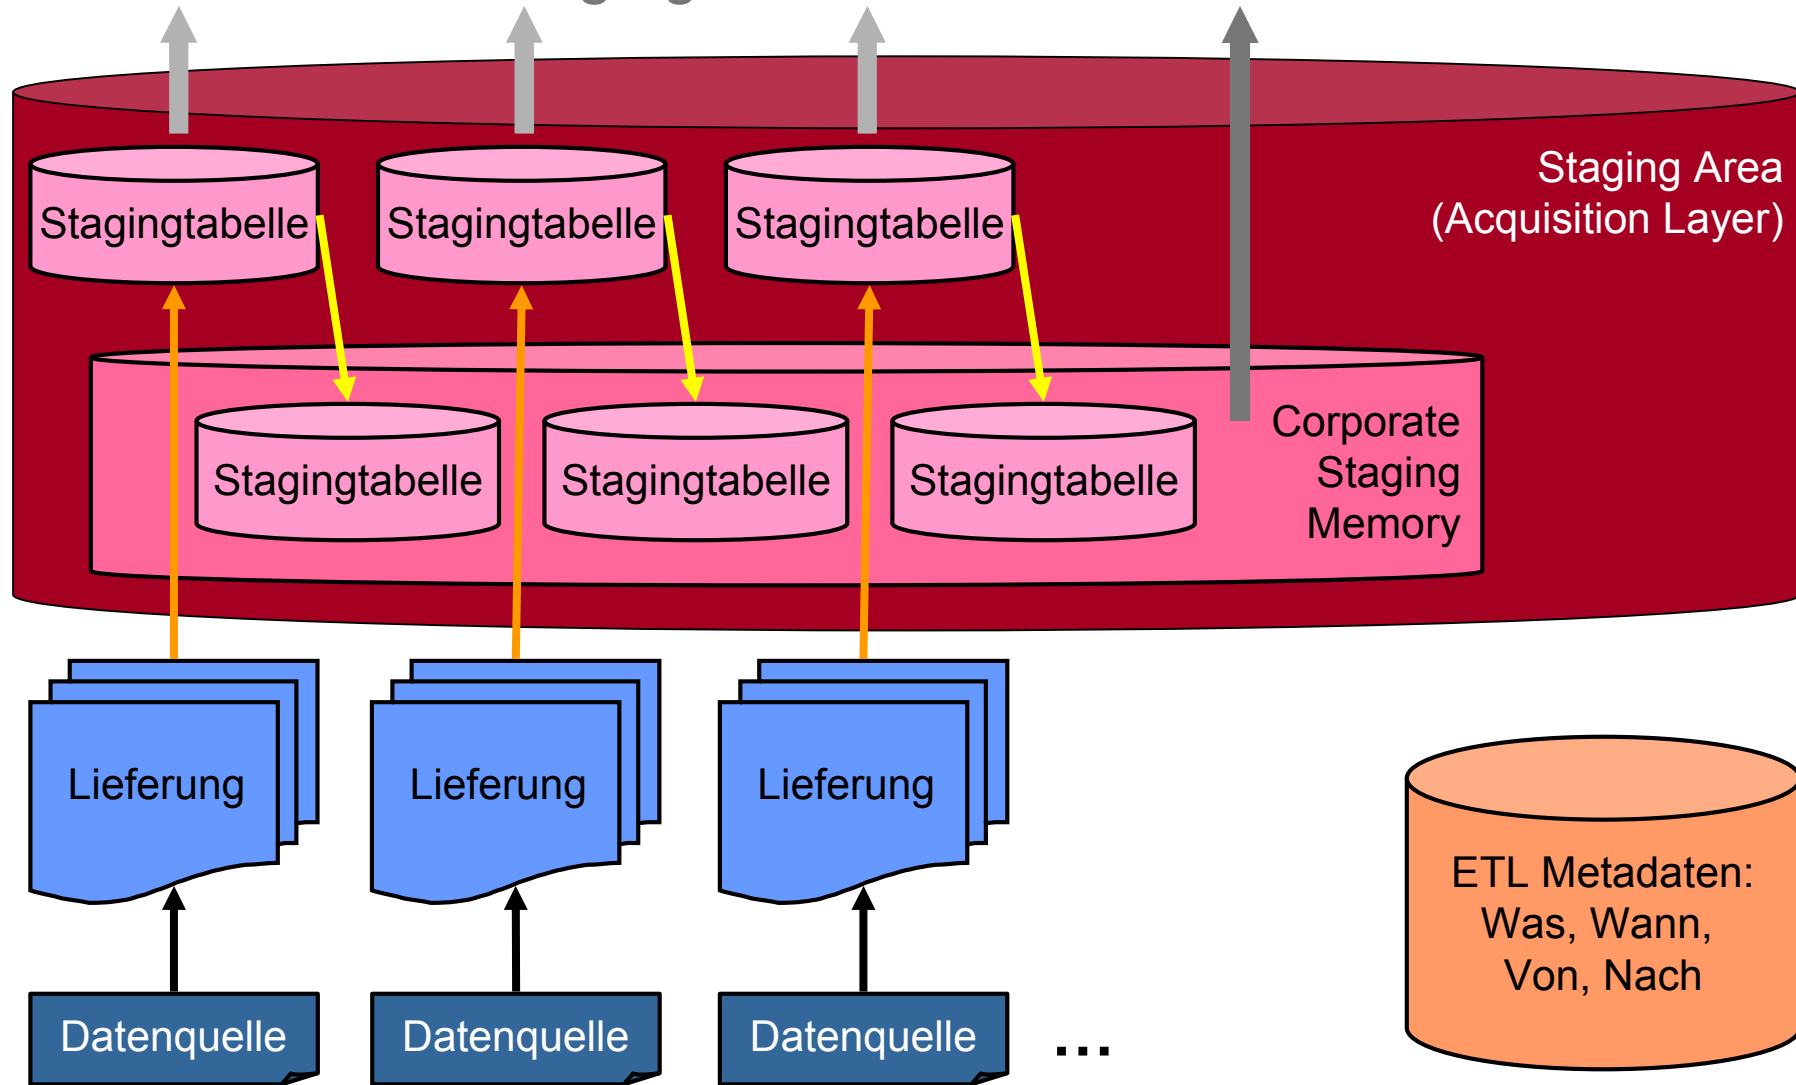 Stagingtabelle
Stagingtabelle
Stagingtabelle
Staging Area
(Acquisition Layer)
Stagingtabelle
Stagingtabelle
Stagingtabelle
Corporate
Staging
Memory
Lieferung
Lieferung
Lieferung
ETL Metadaten:
Was, Wann,
Von, Nach
Datenquelle
Datenquelle
Datenquelle
...